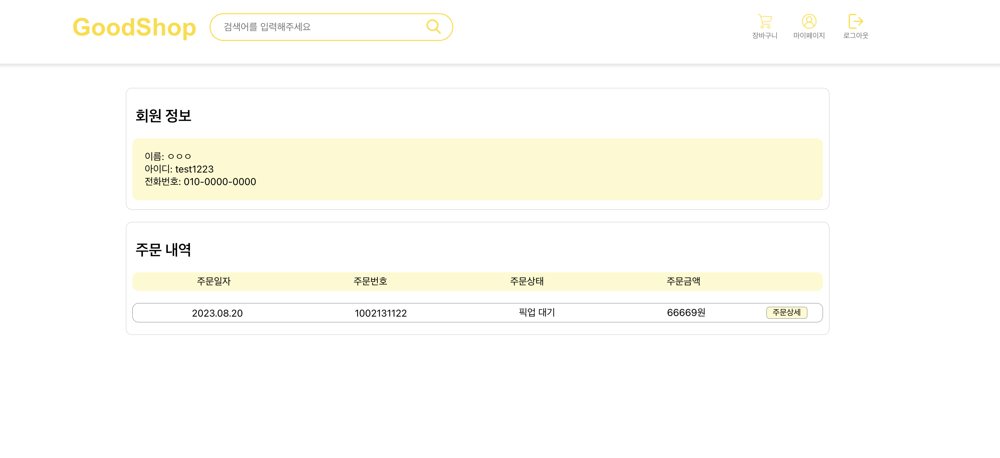 GoodShop
검색어를 입력해주세요
장바구니 마이페이지 로그아웃
회원 정보
이름: ㅇㅇㅇ
아이디: test1223
전화번호: 010-0000-0000
주문 내역
주문일자 주문번호 주문상태 주문금액
2023.08.20 1002131122 픽업 대기 66669원 주문상세